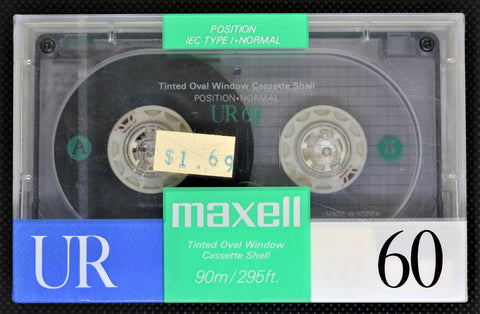 POSITION
IEC TYPE I•NORMAL
Tinted Oval Window Cassette Shell
POSITION•NORMAL
UR 60
A
B
$1.69
MADE IN KOREA
maxell
UR
Tinted Oval Window
Cassette Shell
90m/295ft.
60